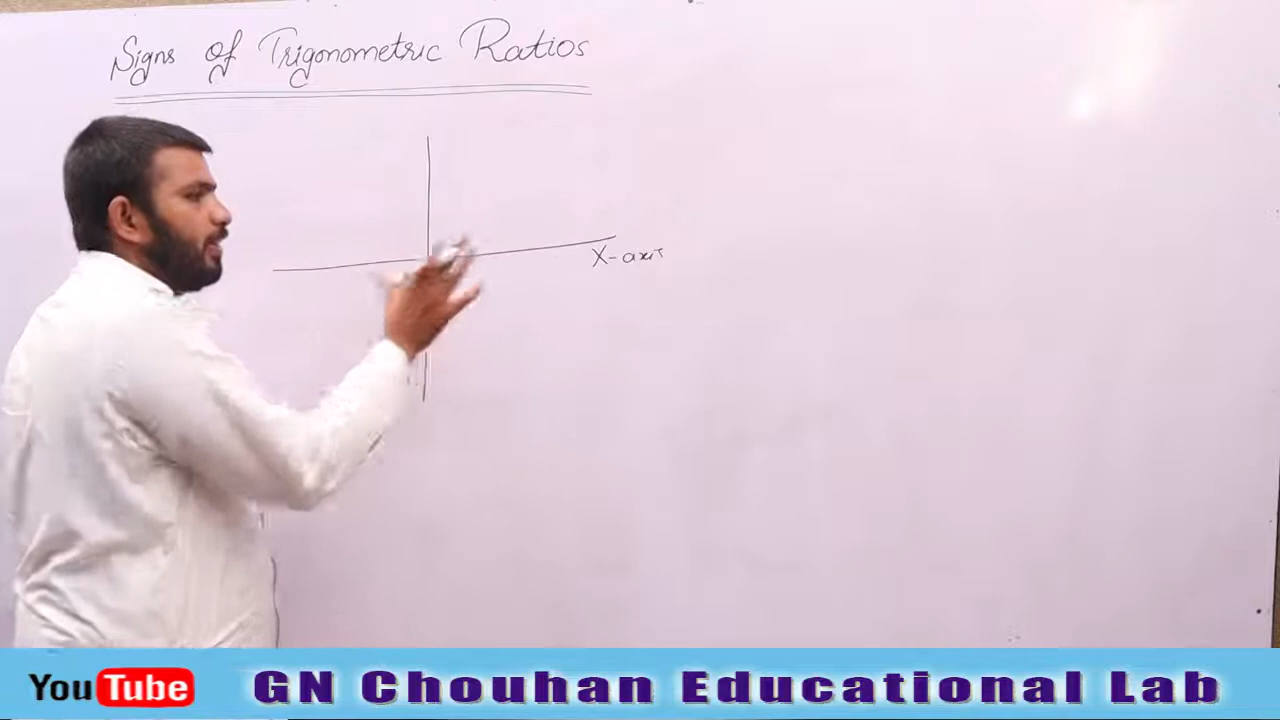 Signs of Trigonometric Ratios
X-axis
YouTube GN Chouhan Educational Lab